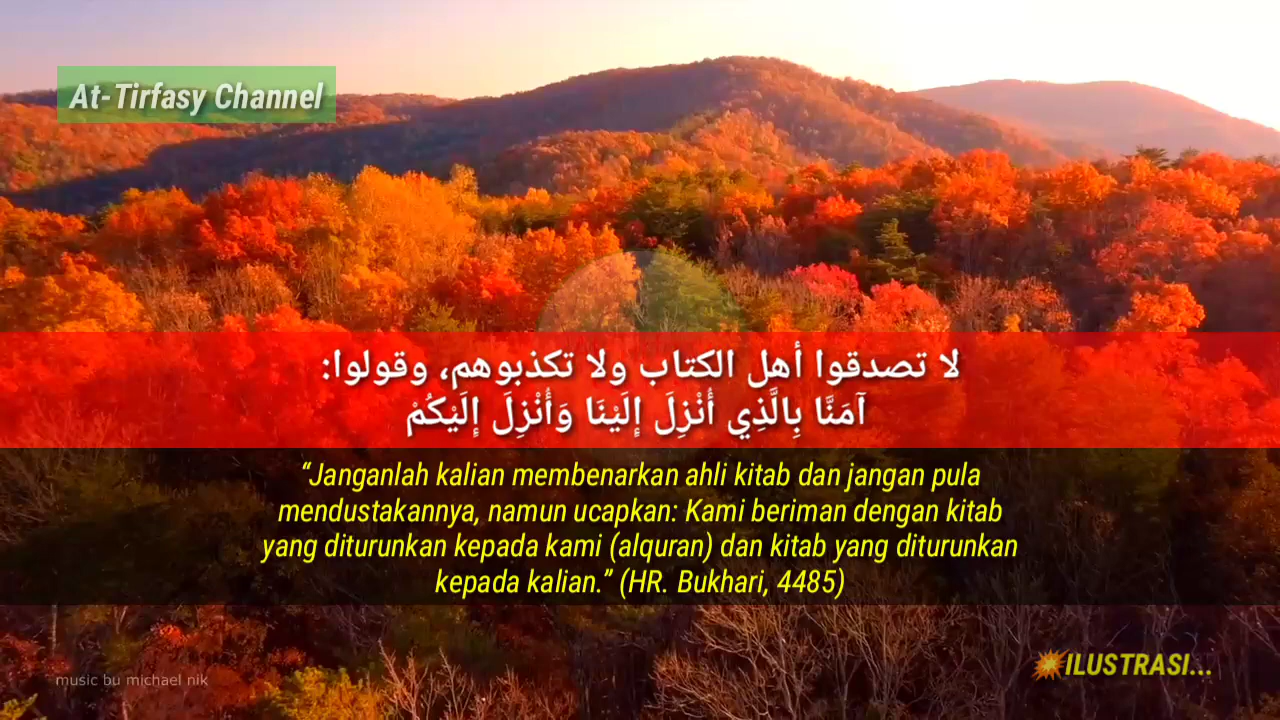 At-Tirfasy Channel
لا تصدقوا أهل الكتاب ولا تكذبوهم، وقولوا:
آمَنَّا بِالَّذِي أُنْزِلَ إِلَيْنَا وَأُنْزِلَ إِلَيْكُمْ
“Janganlah kalian membenarkan ahli kitab dan jangan pula
mendustakannya, namun ucapkan: Kami beriman dengan kitab
yang diturunkan kepada kami (alquran) dan kitab yang diturunkan
kepada kalian.” (HR. Bukhari, 4485)
music bu michael nik
ILUSTRASI...